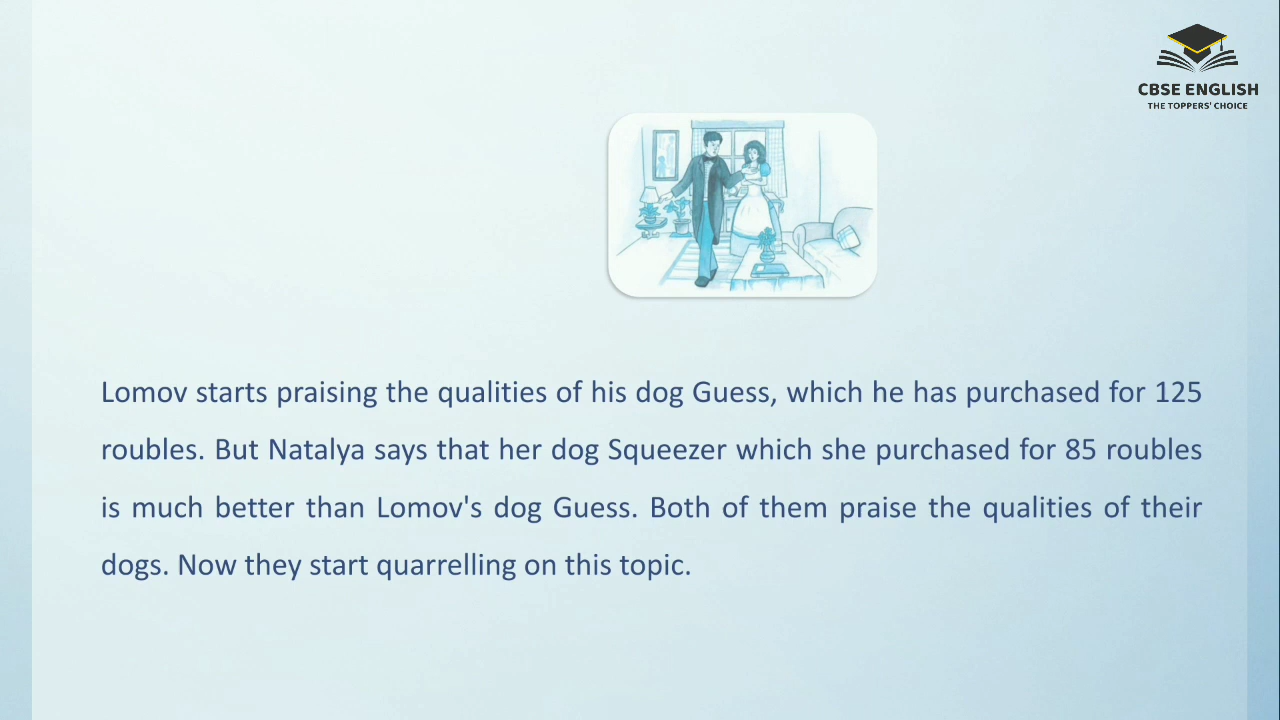 CBSE ENGLISH
THE TOPPERS' CHOICE
Lomov starts praising the qualities of his dog Guess, which he has purchased for 125
roubles. But Natalya says that her dog Squeezer which she purchased for 85 roubles
is much better than Lomov's dog Guess. Both of them praise the qualities of their
dogs. Now they start quarrelling on this topic.